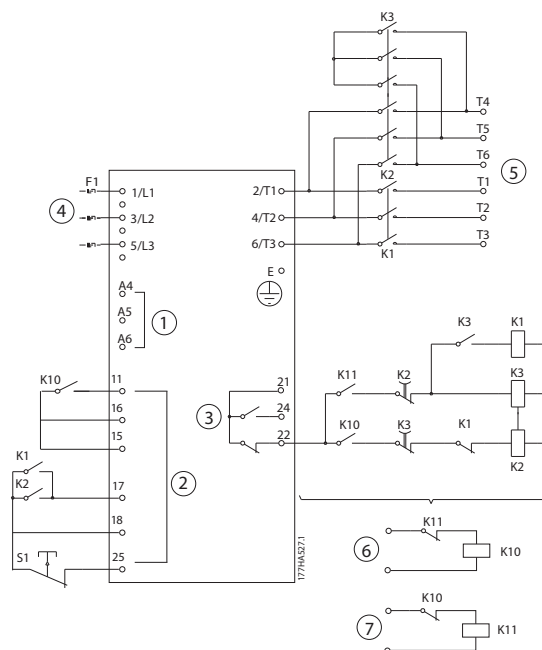 K3
T4
T5
T6
5
K2
T1
T2
T3
K1
F1
4
1/L1
3/L2
5/L3
2/T1
4/T2
6/T3
E
A4
A5
A6
1
K10
11
16
15
K1
K2
17
18
S1
25
2
3
21
24
22
K3
K1
K11
K2
K3
K10
K3
K1
K2
177HA527.1
6
K11
K10
7
K10
K11